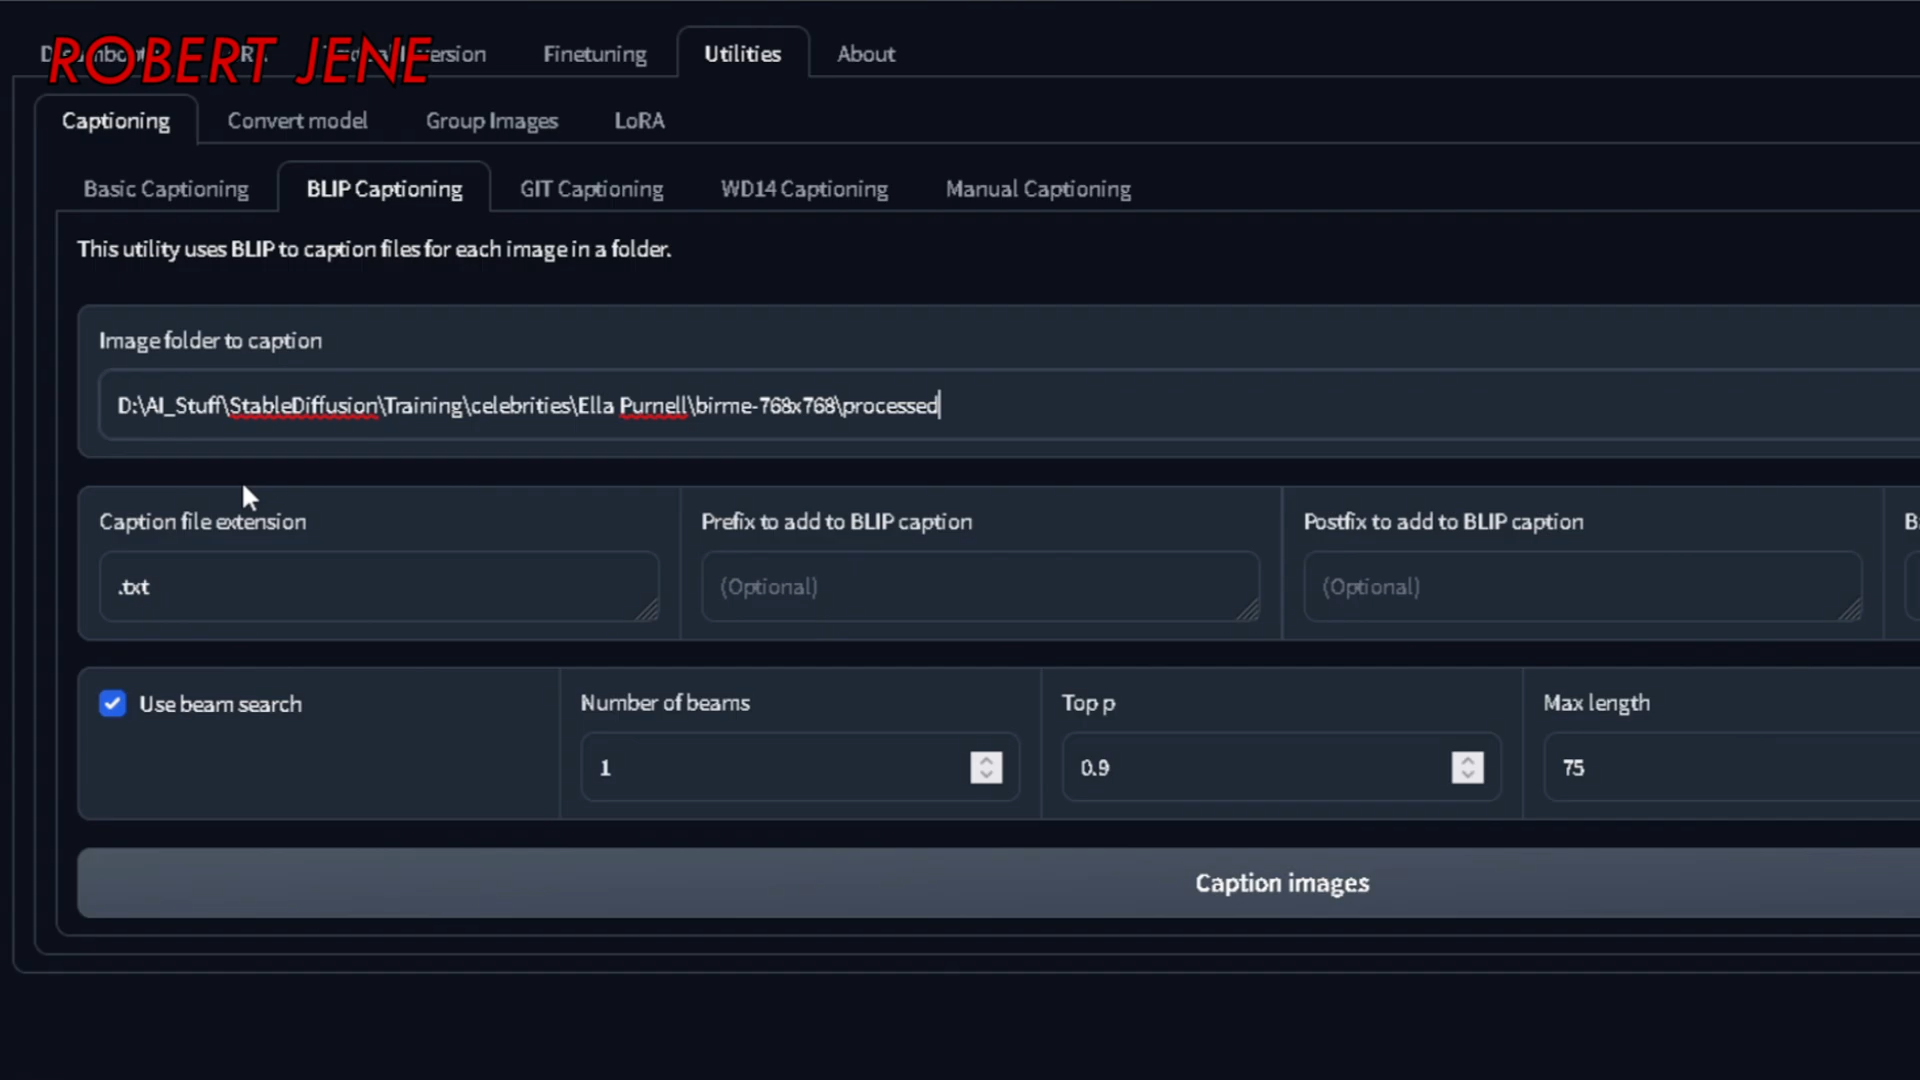 ROBERT JENE
Finetuning Utilities About
Captioning Convert model Group Images LoRA
Basic Captioning BLIP Captioning GIT Captioning WD14 Captioning Manual Captioning
This utility uses BLIP to caption files for each image in a folder.
Image folder to caption
D:\AI_Stuff\StableDiffusion\Training\celebrities\Ella Purnell\birme-768x768\processed
Caption file extension Prefix to add to BLIP caption Postfix to add to BLIP caption
.txt (Optional) (Optional)
Use beam search Number of beams Top p Max length
1 0.9 75
Caption images